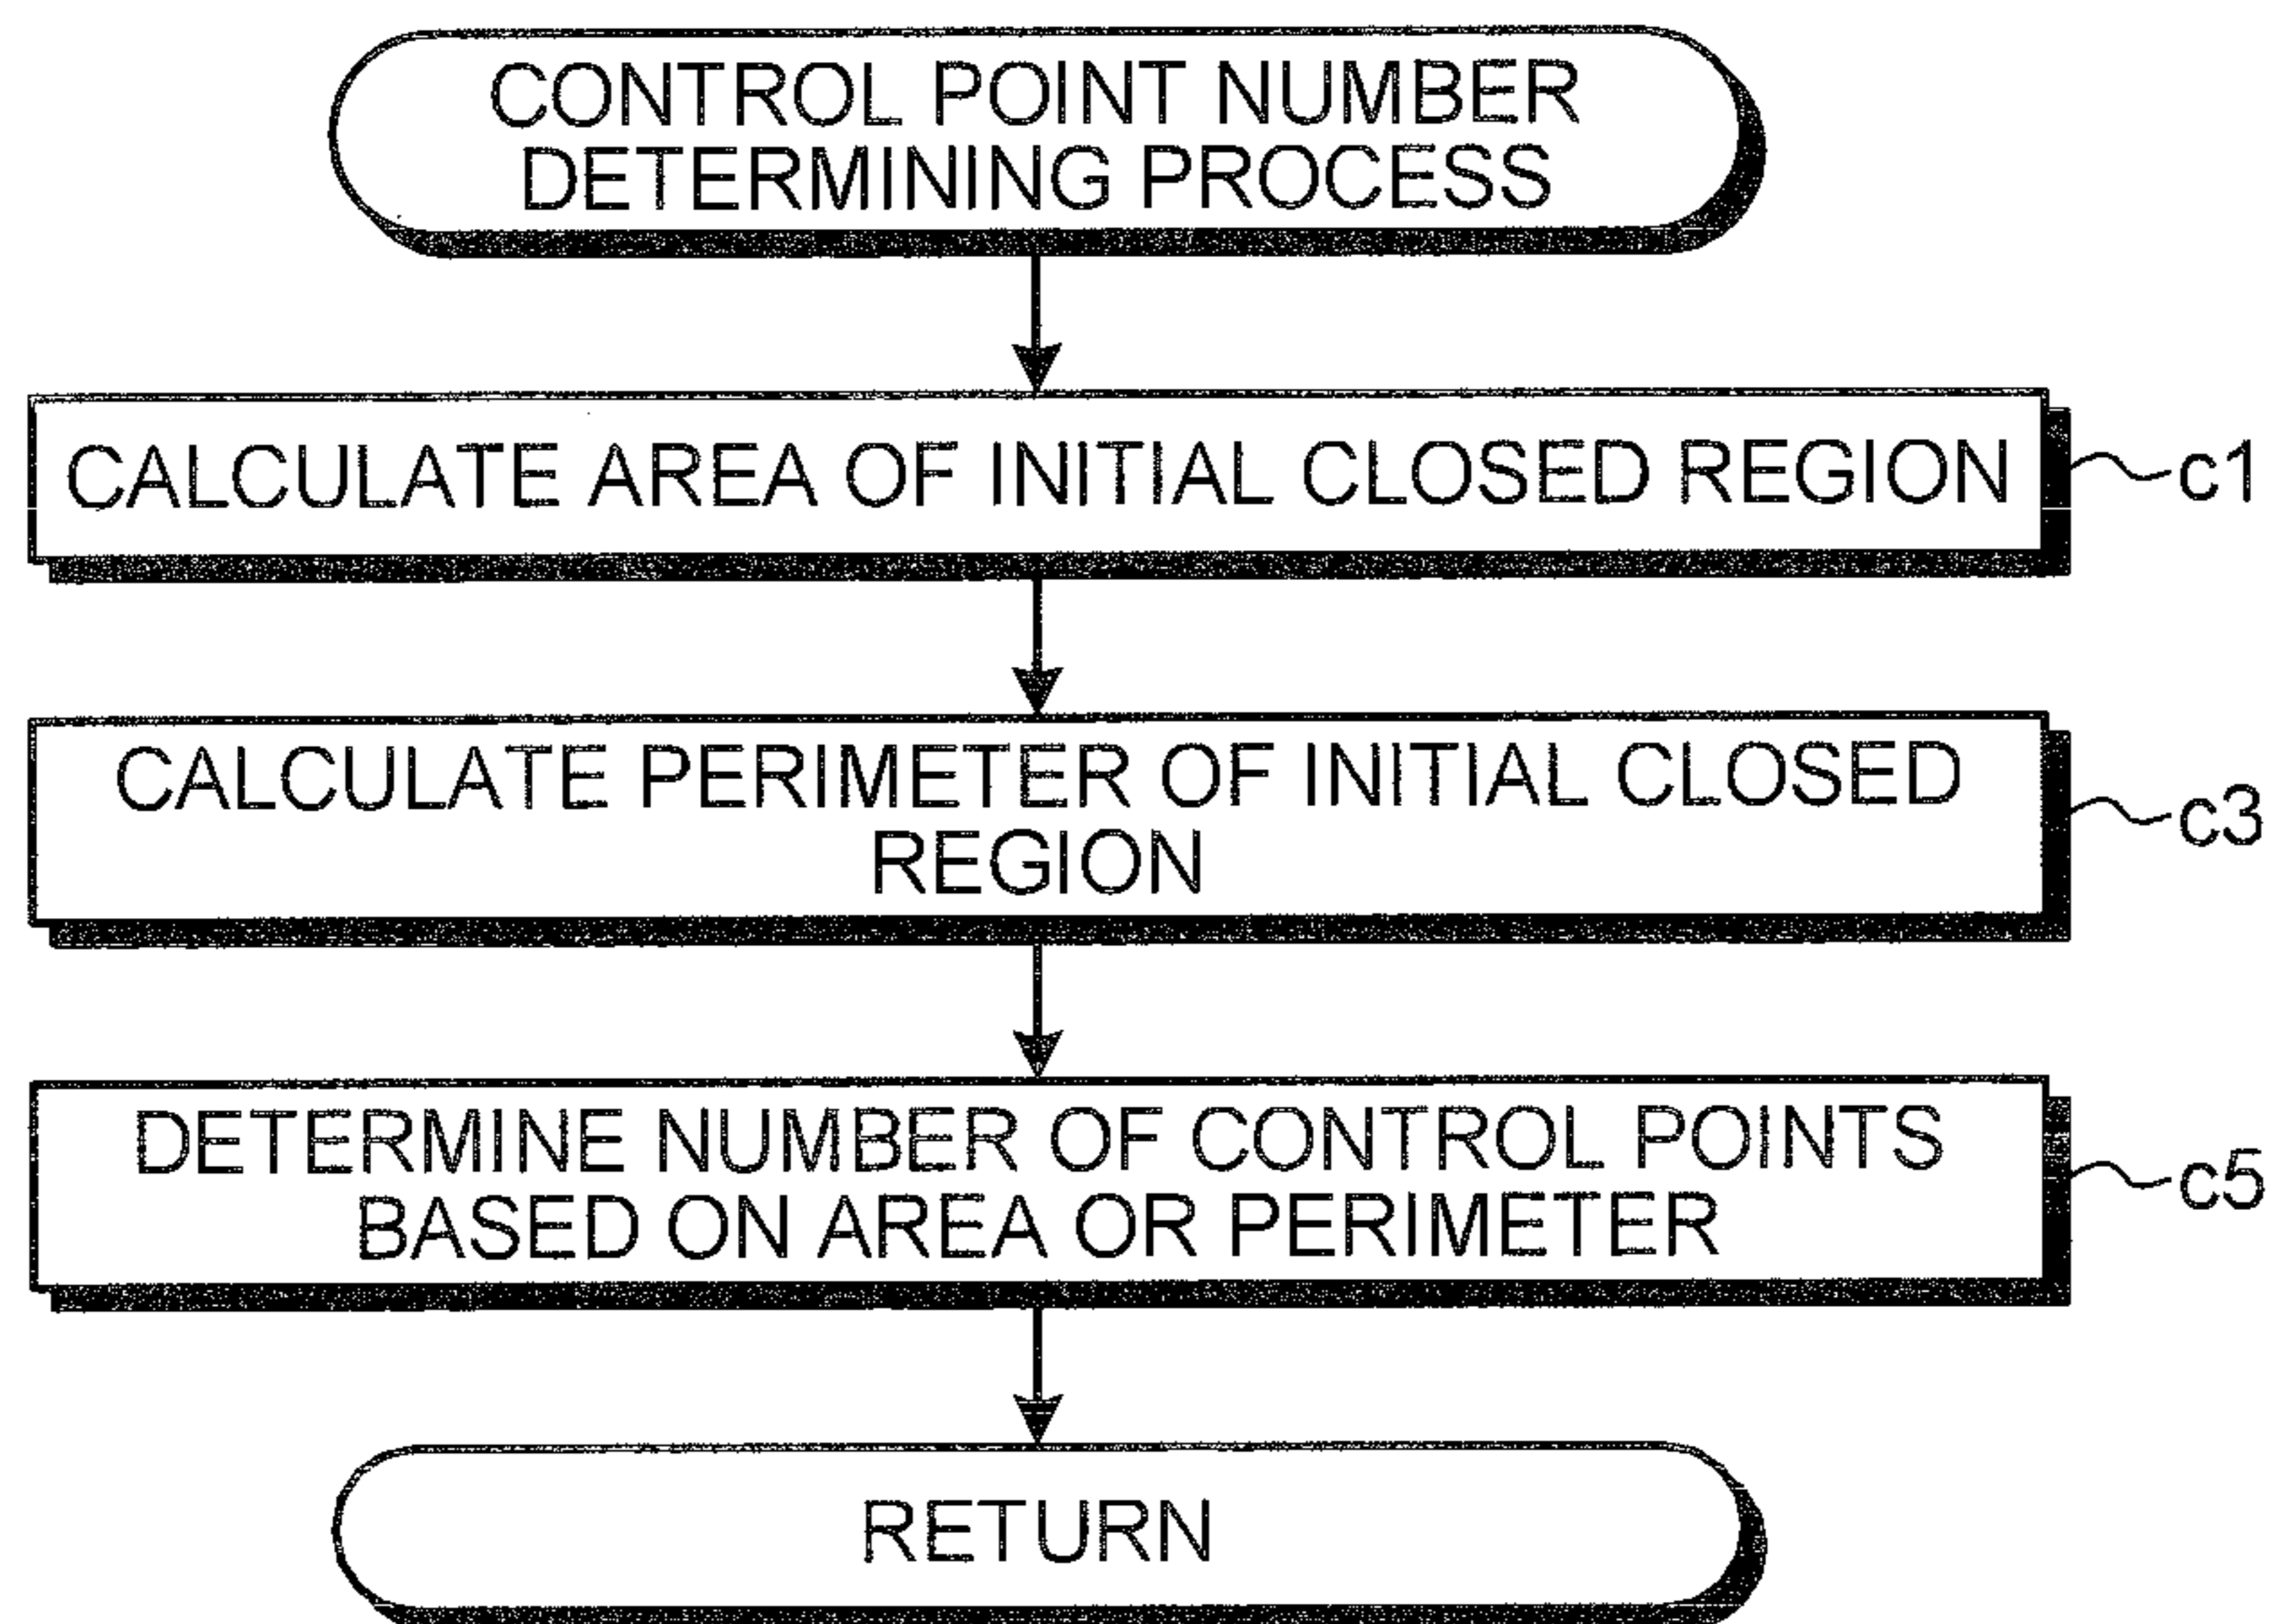 CONTROL POINT NUMBER
DETERMINING PROCESS
CALCULATE AREA OF INITIAL CLOSED REGION
c1
CALCULATE PERIMETER OF INITIAL CLOSED
REGION
c3
DETERMINE NUMBER OF CONTROL POINTS
BASED ON AREA OR PERIMETER
c5
RETURN